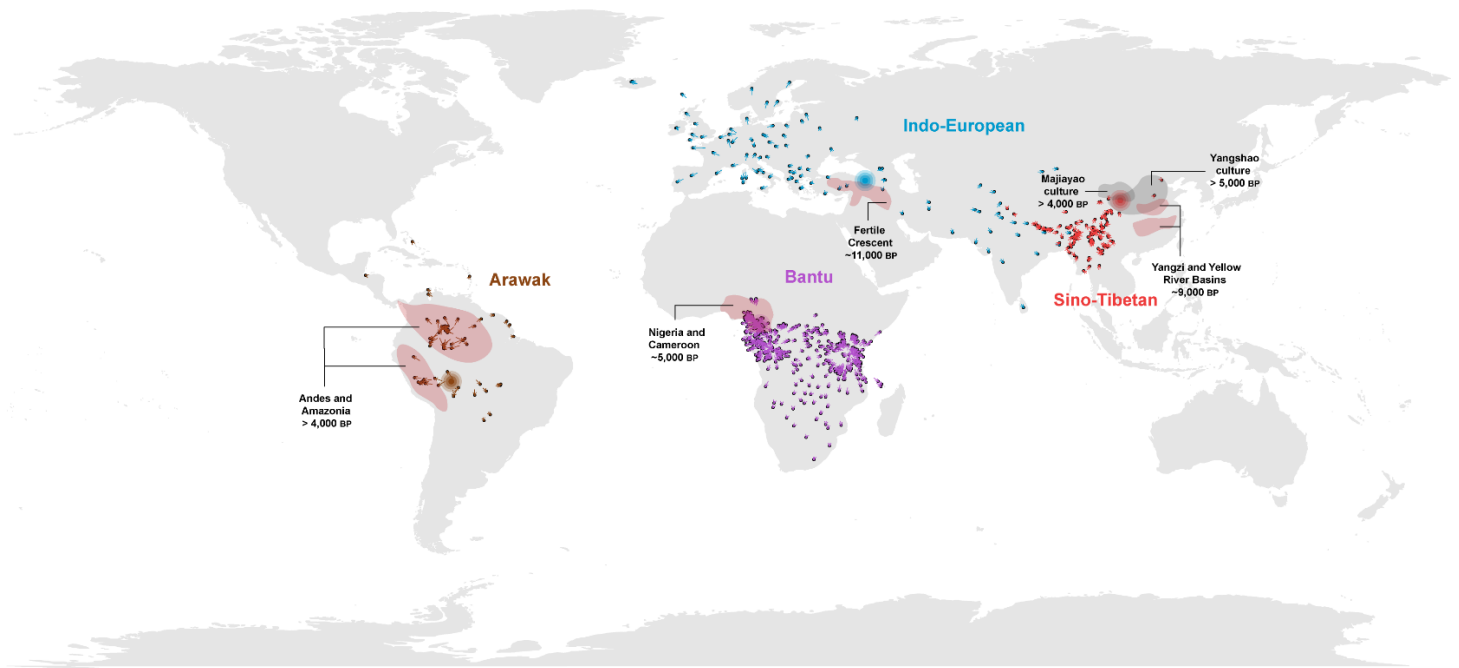 Indo-European
Yangshao
culture
> 5,000 BP
Majiayao
culture
> 4,000 BP
Fertile
Crescent
~11,000 BP
Yangzi and Yellow
River Basins
~9,000 BP
Sino-Tibetan
Arawak
Bantu
Nigeria and
Cameroon
~5,000 BP
Andes and
Amazonia
> 4,000 BP